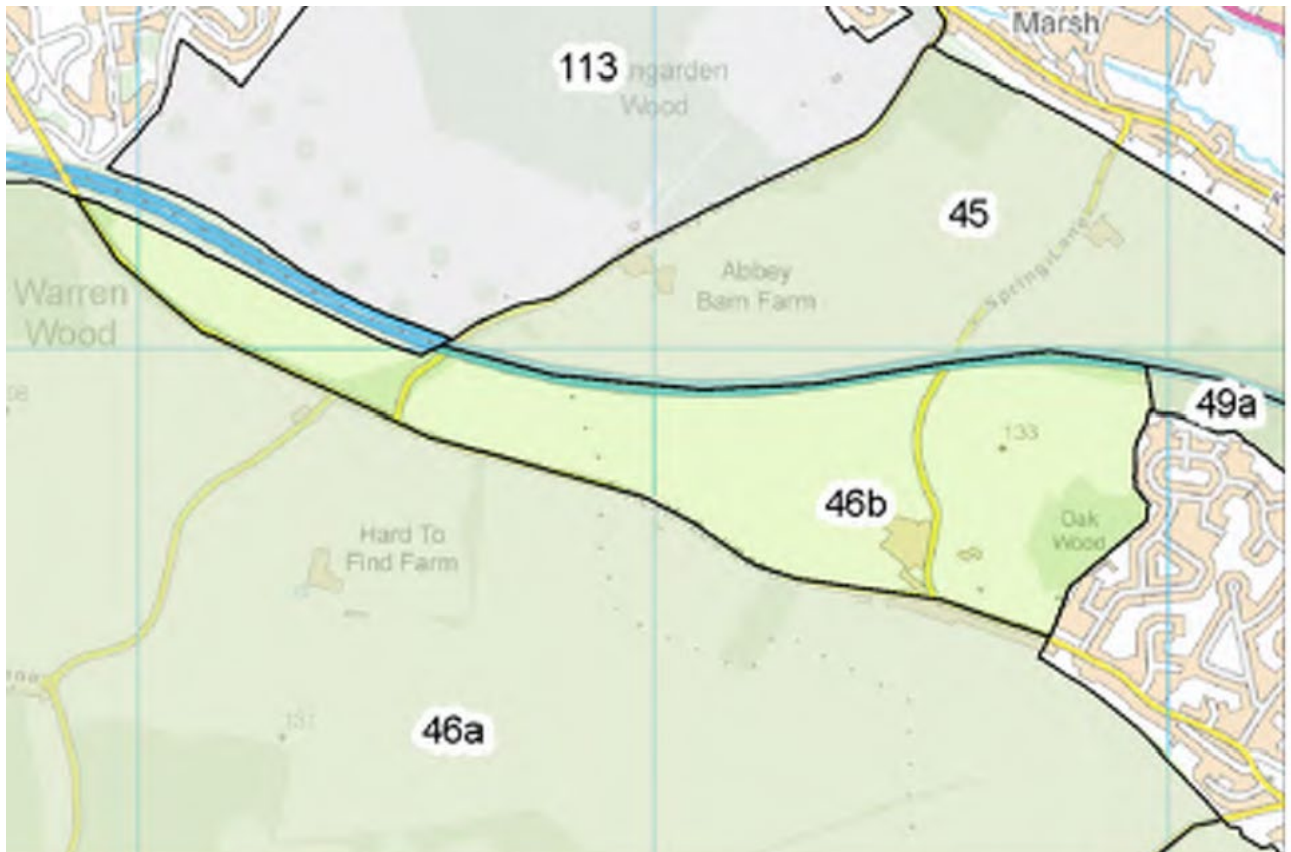 Marsh
113
ngarden
Wood
45
Spring Lane
Abbey
Barn Farm
Warren
Wood
49a
133
46b
Oak
Wood
Hard To
Find Farm
46a